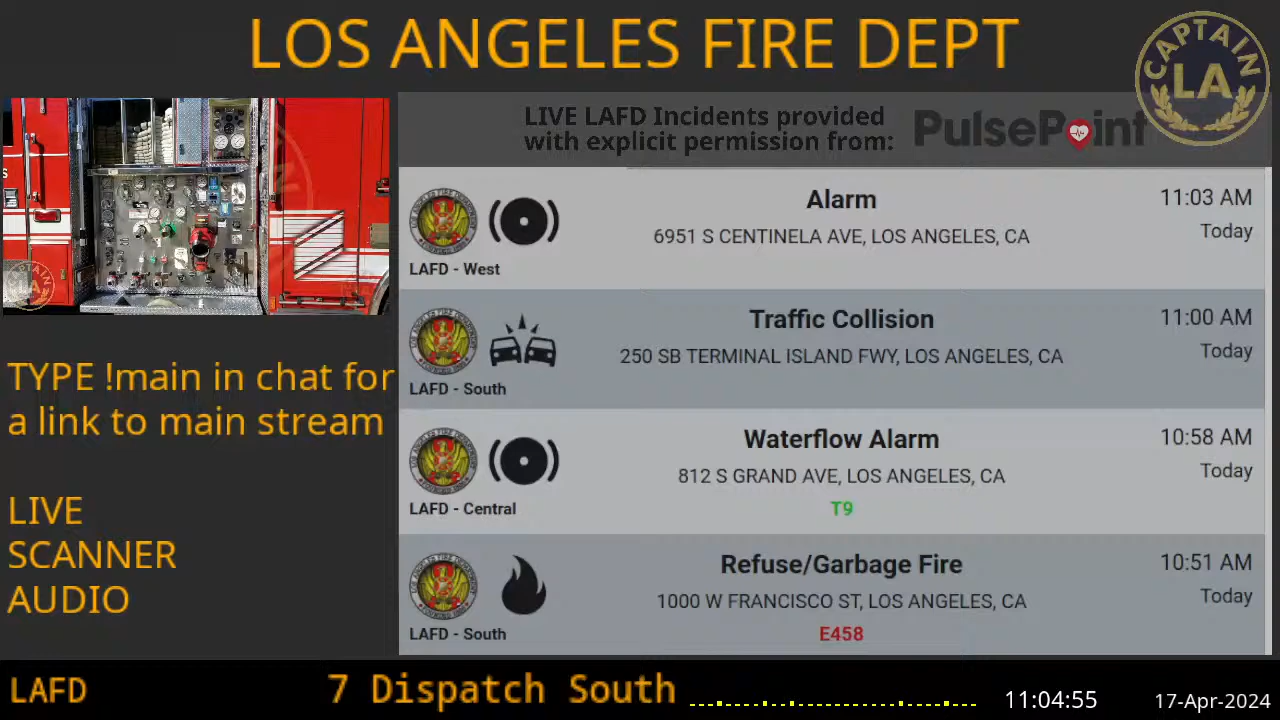 LOS ANGELES FIRE DEPT
CAPTAIN
LA
LIVE LAFD Incidents provided
with explicit permission from:
PulsePoint
Alarm
11:03 AM
6951 S CENTINELA AVE, LOS ANGELES, CA
Today
LAFD - West
Traffic Collision
11:00 AM
250 SB TERMINAL ISLAND FWY, LOS ANGELES, CA
Today
LAFD - South
TYPE !main in chat for
a link to main stream
Waterflow Alarm
10:58 AM
812 S GRAND AVE, LOS ANGELES, CA
Today
LAFD - Central
T9
LIVE
SCANNER
AUDIO
Refuse/Garbage Fire
10:51 AM
1000 W FRANCISCO ST, LOS ANGELES, CA
Today
LAFD - South
E458
LAFD
7 Dispatch South
11:04:55
17-Apr-2024